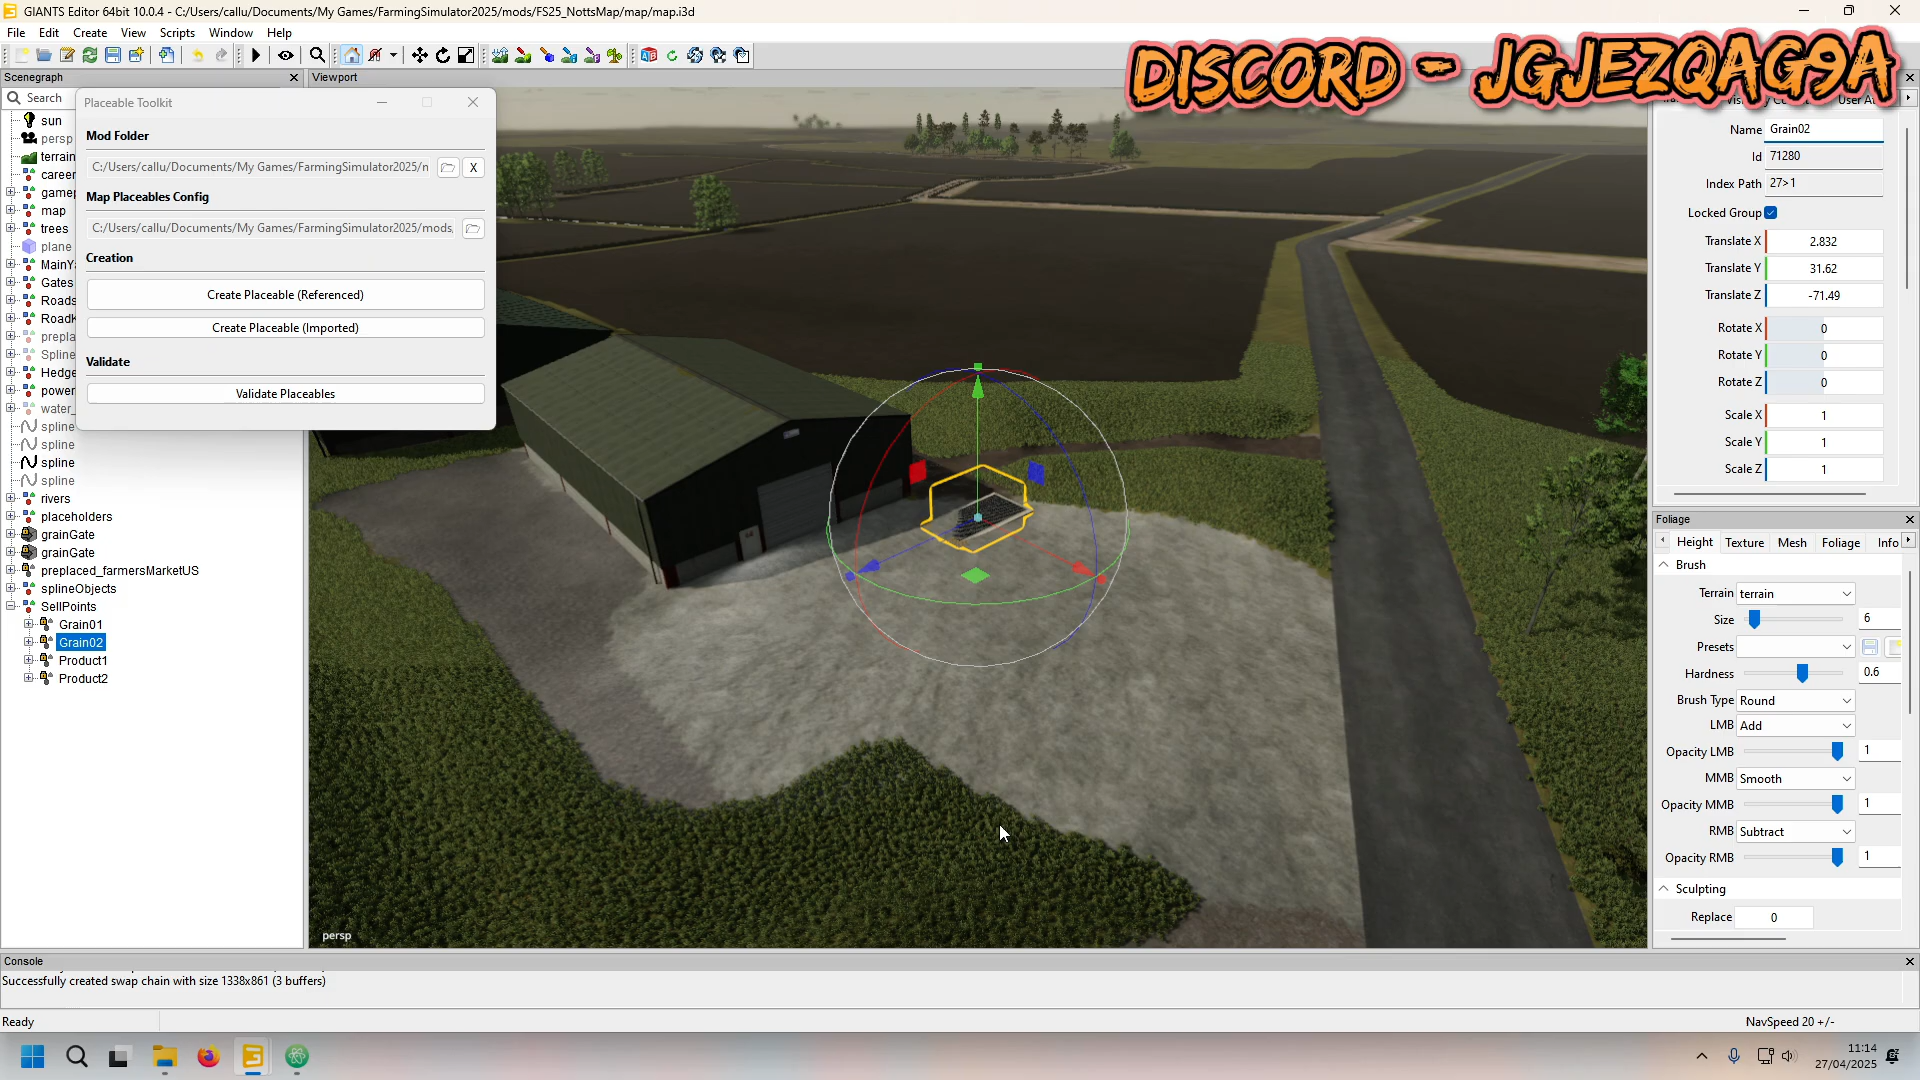 GIANTS Editor 64bit 10.0.4 - C:/Users/callu/Documents/My Games/FarmingSimulator2025/mods/FS25_NottsMap/map/map.i3d
File Edit Create View Scripts Window Help
DISCORD - JGJEZQAG9A
Scenegraph
Search
sun
persp
terrain
career
gamep
map
trees
plane
MainYa
Gates
Roads
RoadK
prepla
Spline
Hedge
power
water_
spline
spline
spline
spline
rivers
placeholders
grainGate
grainGate
preplaced_farmersMarketUS
splineObjects
SellPoints
Grain01
Grain02
Product1
Product2
Placeable Toolkit
Mod Folder
C:/Users/callu/Documents/My Games/FarmingSimulator2025/n
X
Map Placeables Config
C:/Users/callu/Documents/My Games/FarmingSimulator2025/mods,
Creation
Create Placeable (Referenced)
Create Placeable (Imported)
Validate
Validate Placeables
Viewport
persp
User At
Name Grain02
Id 71280
Index Path 27>1
Locked Group
Translate X 2.832
Translate Y 31.62
Translate Z -71.49
Rotate X 0
Rotate Y 0
Rotate Z 0
Scale X 1
Scale Y 1
Scale Z 1
Foliage
Height Texture Mesh Foliage Info
Brush
Terrain terrain
Size 6
Presets
Hardness 0.6
Brush Type Round
LMB Add
Opacity LMB 1
MMB Smooth
Opacity MMB 1
RMB Subtract
Opacity RMB 1
Sculpting
Replace 0
Console
Successfully created swap chain with size 1338x861 (3 buffers)
Ready
NavSpeed 20 +/-
11:14
27/04/2025